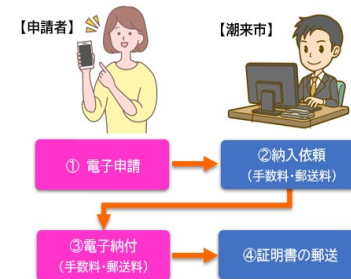 【申請者】
【潮来市】
① 電子申請
②納入依頼
(手数料・郵送料)
③電子納付
(手数料・郵送料)
④証明書の郵送